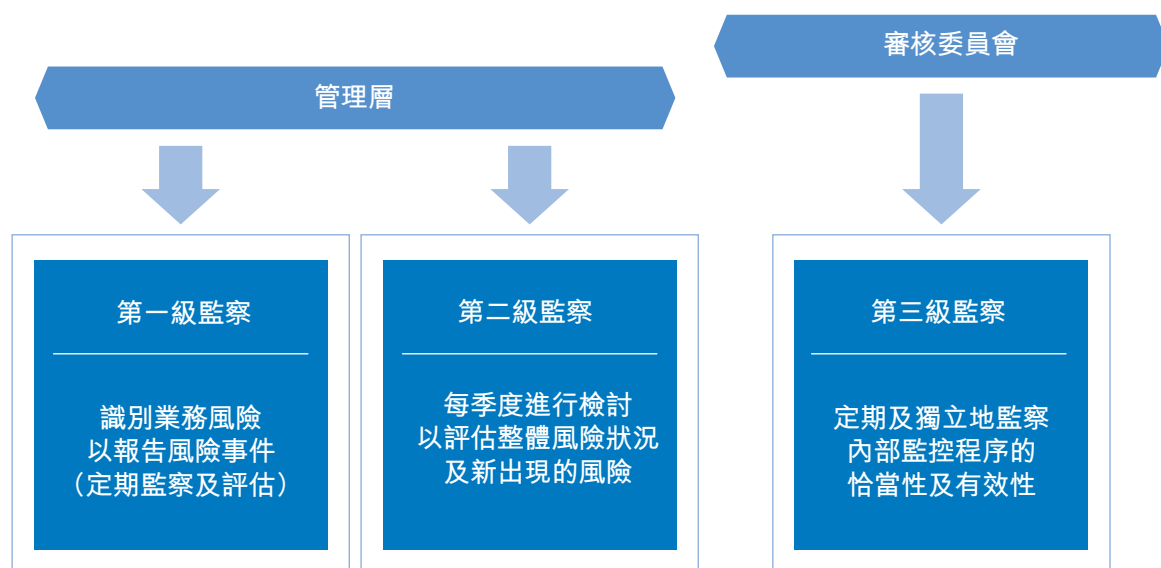 審核委員會
管理層
第一級監察
識別業務風險
以報告風險事件
（定期監察及評估）
第二級監察
每季度進行檢討
以評估整體風險狀況
及新出現的風險
第三級監察
定期及獨立地監察
內部監控程序的
恰當性及有效性